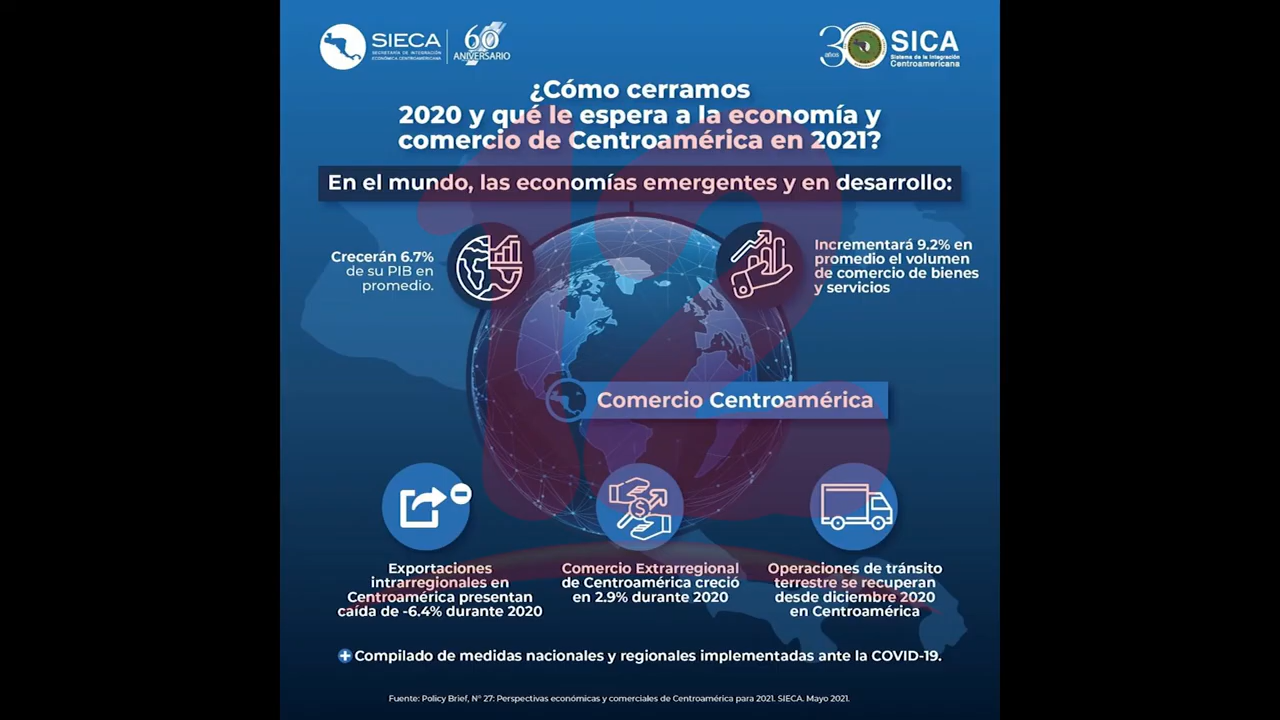 SIECA
SECRETARÍA DE INTEGRACIÓN
ECONÓMICA CENTROAMERICANA
60
ANIVERSARIO
30
años
SICA
Sistema de la Integración
Centroamericana
¿Cómo cerramos
2020 y qué le espera a la economía y
comercio de Centroamérica en 2021?
En el mundo, las economías emergentes y en desarrollo:
Crecerán 6.7%
de su PIB en
promedio.
Incrementará 9.2% en
promedio el volumen
de comercio de bienes
y servicios
Comercio Centroamérica
Exportaciones
intrarregionales en
Centroamérica presentan
caída de -6.4% durante 2020
Comercio Extrarregional
de Centroamérica creció
en 2.9% durante 2020
Operaciones de tránsito
terrestre se recuperan
desde diciembre 2020
en Centroamérica
Compilado de medidas nacionales y regionales implementadas ante la COVID-19.
Fuente: Policy Brief, N° 27: Perspectivas económicas y comerciales de Centroamérica para 2021. SIECA. Mayo 2021.
12